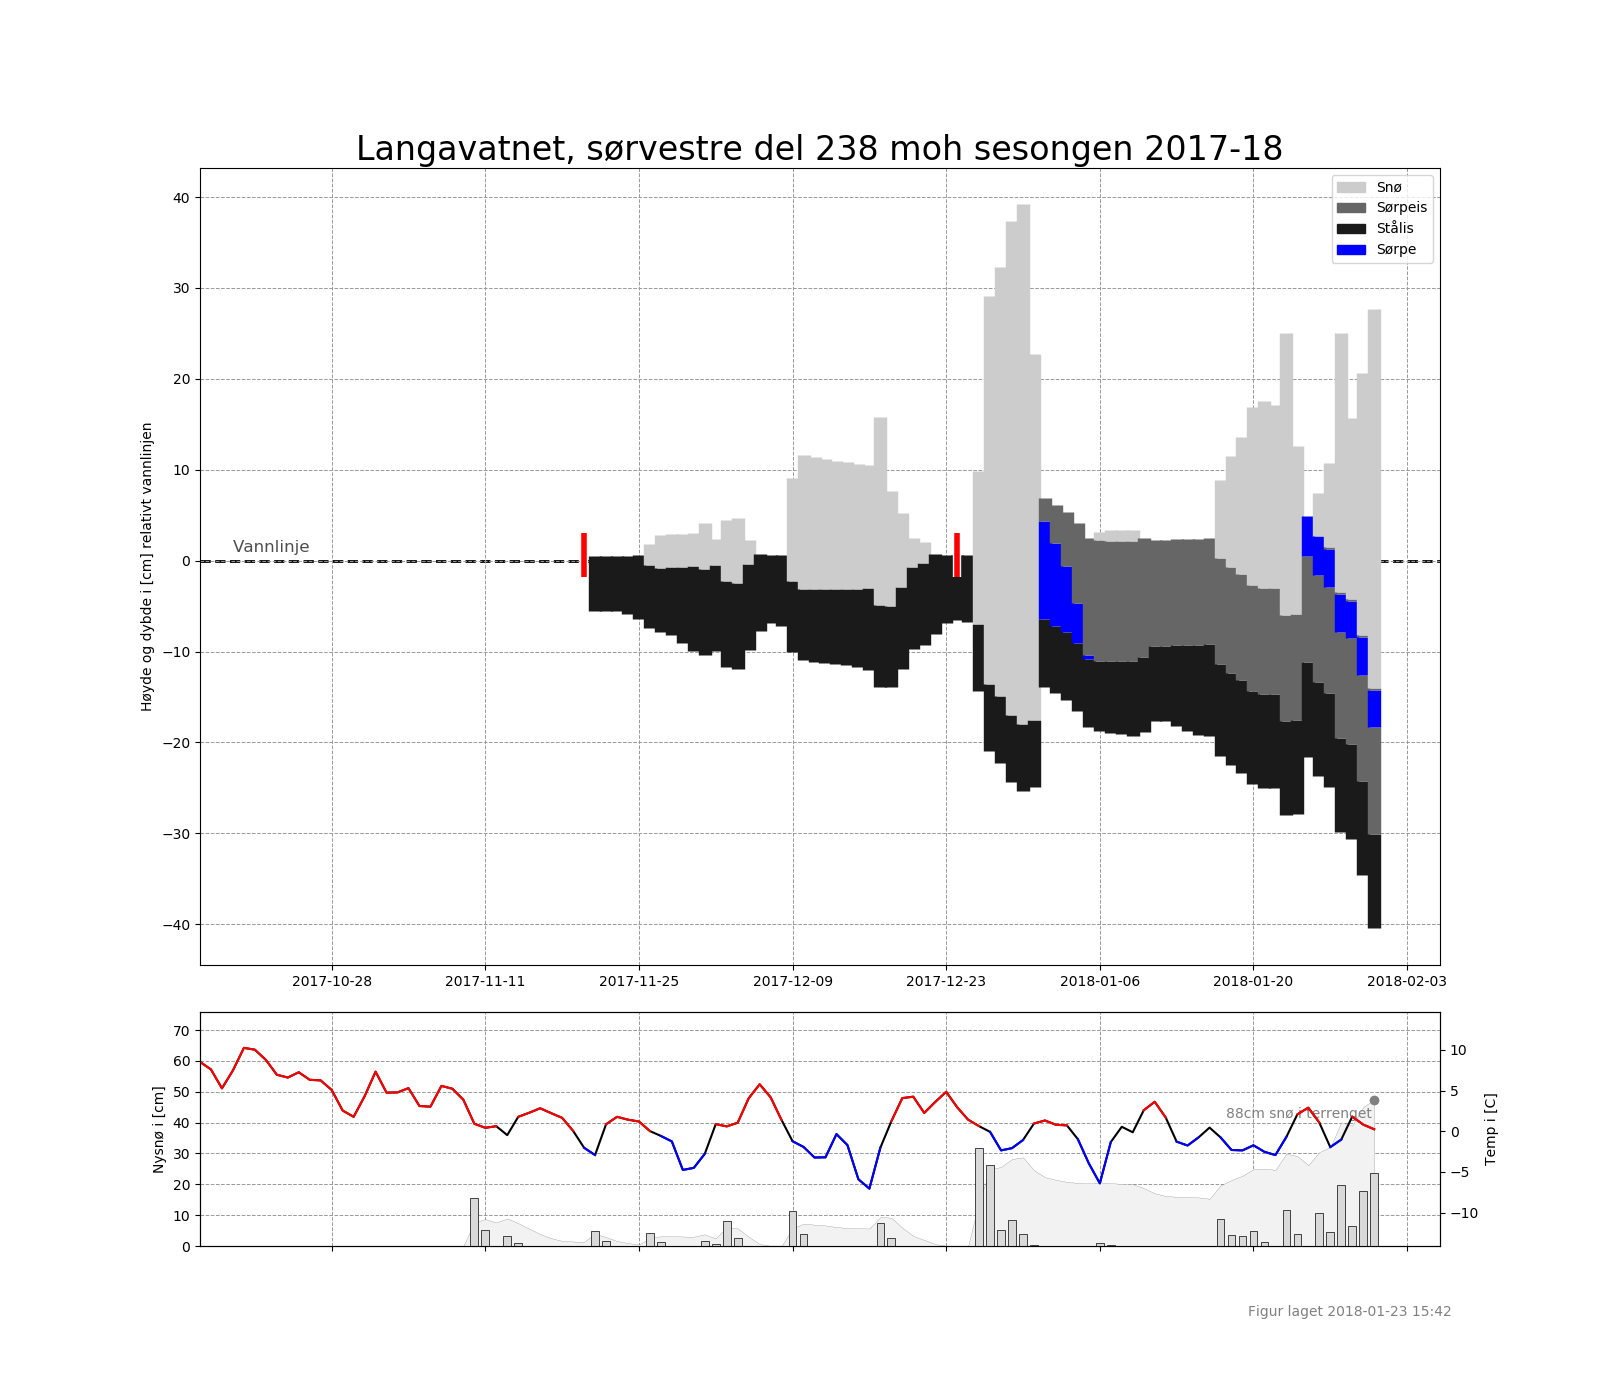 Langavatnet, sørvestre del 238 moh sesongen 2017-18
Høyde og dybde i [cm] relativt vannlinjen
40
30
20
10
0
−10
−20
−30
−40
Vannlinje
Snø
Sørpeis
Stålis
Sørpe
2017-10-28
2017-11-11
2017-11-25
2017-12-09
2017-12-23
2018-01-06
2018-01-20
2018-02-03
Nysnø i [cm]
70
60
50
40
30
20
10
0
88cm snø i terrenget
10
5
0
−5
−10
Temp i [C]
Figur laget 2018-01-23 15:42